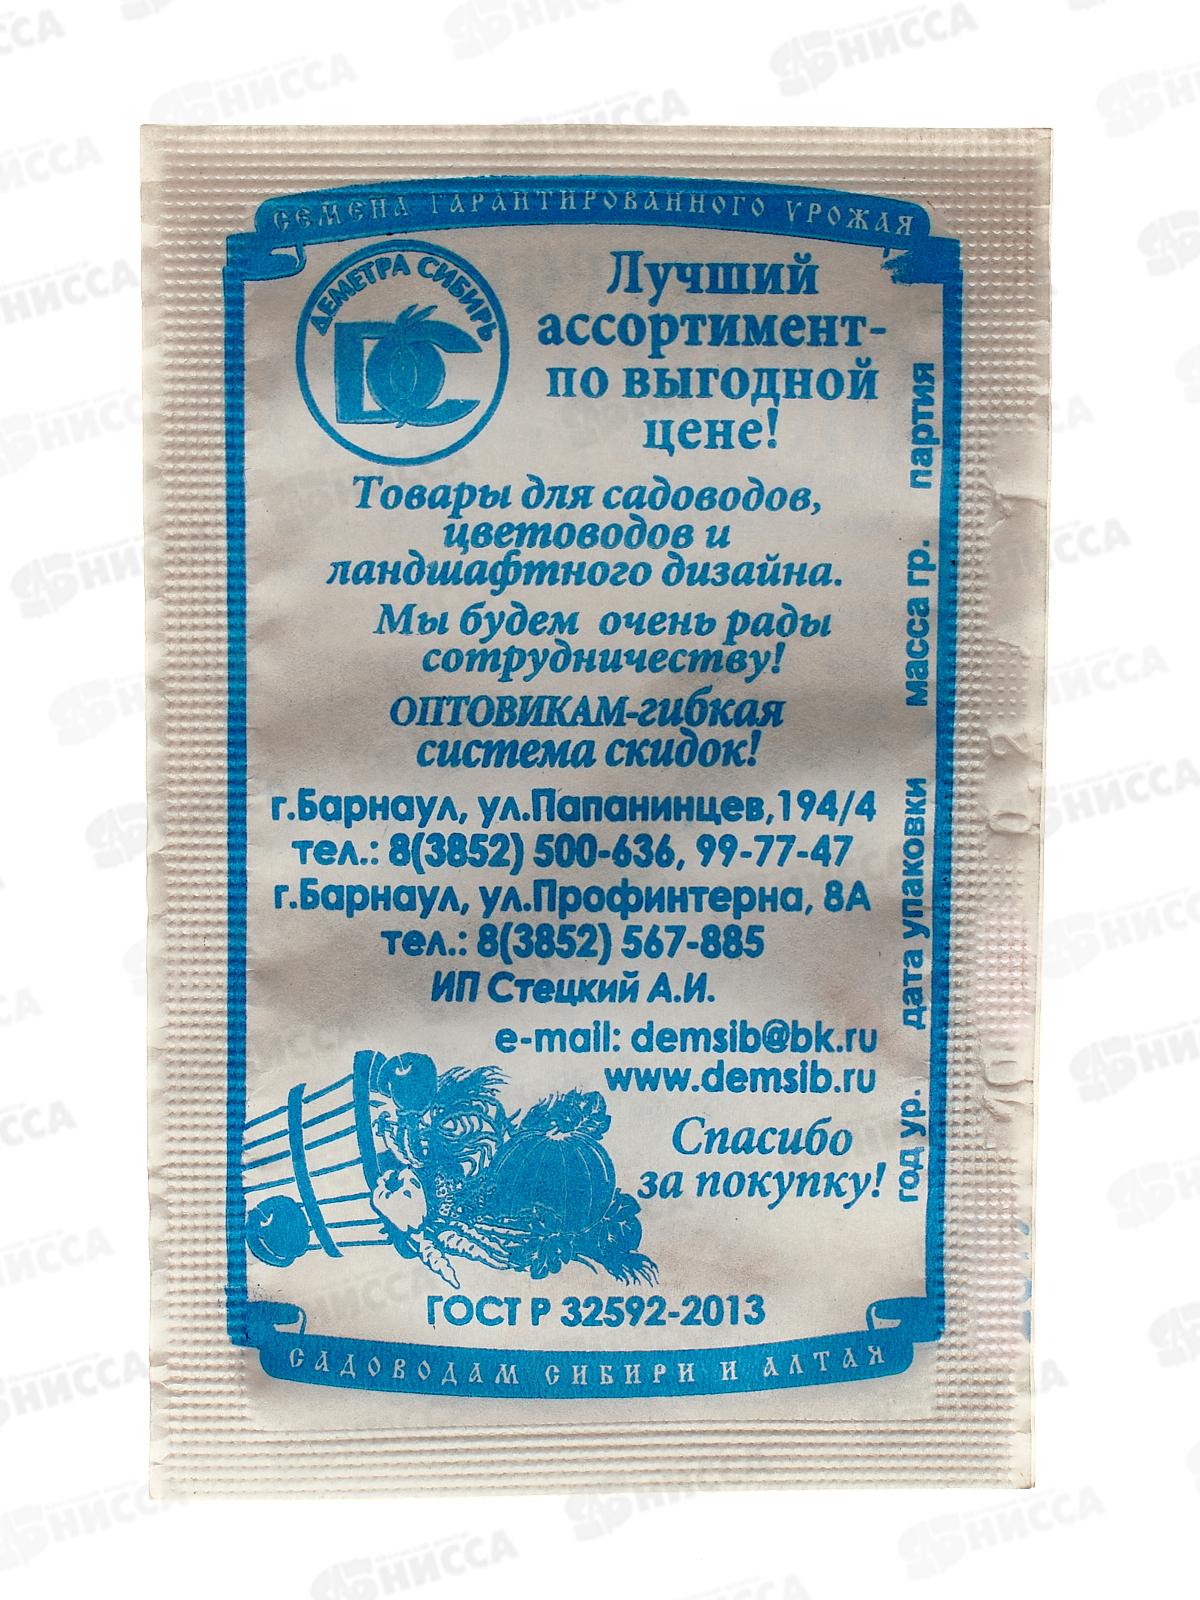 СЕМЕНА ГАРАНТИРОВАННОГО УРОЖАЯ
ДЕМЕТРА СИБИРЬ
DC
Лучший
ассортимент-
по выгодной
цене!
Товары для садоводов,
цветоводов и
ландшафтного дизайна.
Мы будем очень рады
сотрудничеству!
ОПТОВИКАМ-гибкая
система скидок!
г.Барнаул, ул.Папанинцев,194/4
тел.: 8(3852) 500-636, 99-77-47
г.Барнаул, ул.Профинтерна, 8А
тел.: 8(3852) 567-885
ИП Стецкий А.И.
e-mail: demsib@bk.ru
www.demsib.ru
Спасибо
за покупку!
ГОСТ Р 32592-2013
САДОВОДАМ СИБИРИ И АЛТАЯ
год ур. дата упаковки масса гр. партия
НИССА